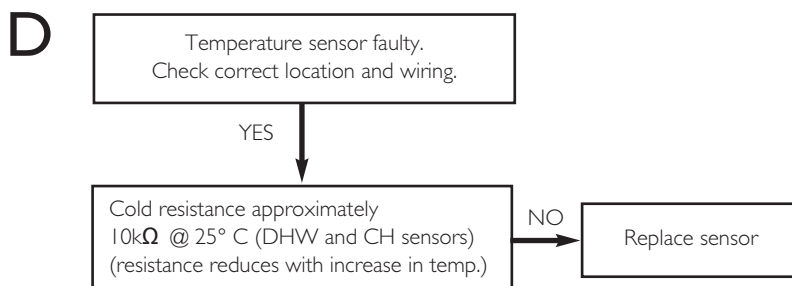 D
Temperature sensor faulty.
Check correct location and wiring.
YES
Cold resistance approximately
10kΩ @ 25° C (DHW and CH sensors)
(resistance reduces with increase in temp.)
NO
Replace sensor